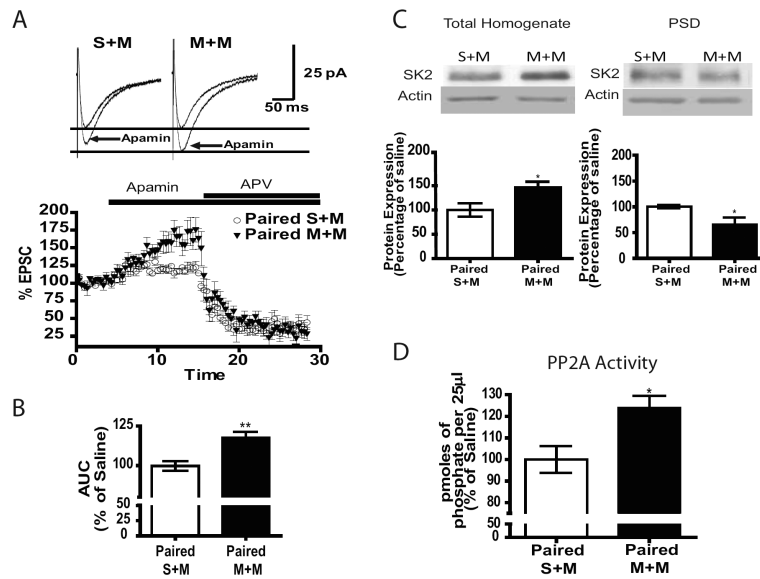 A
S+M
M+M
25 pA
50 ms
Apamin
Apamin
Apamin
APV
Paired S+M
Paired M+M
% EPSC
200
175
150
125
100
75
50
25
0
10
20
30
Time
B
AUC
(% of Saline)
125
100
50
25
0
**
Paired
S+M
Paired
M+M
C
Total Homogenate
PSD
S+M
M+M
S+M
M+M
SK2
Actin
SK2
Actin
Protein Expression
(Percentage of saline)
200
100
150
100
50
0
*
Paired
S+M
Paired
M+M
Protein Expression
(Percentage of saline)
200
150
100
50
0
*
Paired
S+M
Paired
M+M
D
PP2A Activity
pmoles of
phosphate per 25µl
(% of Saline)
130
120
110
100
90
80
50
0
*
Paired
S+M
Paired
M+M